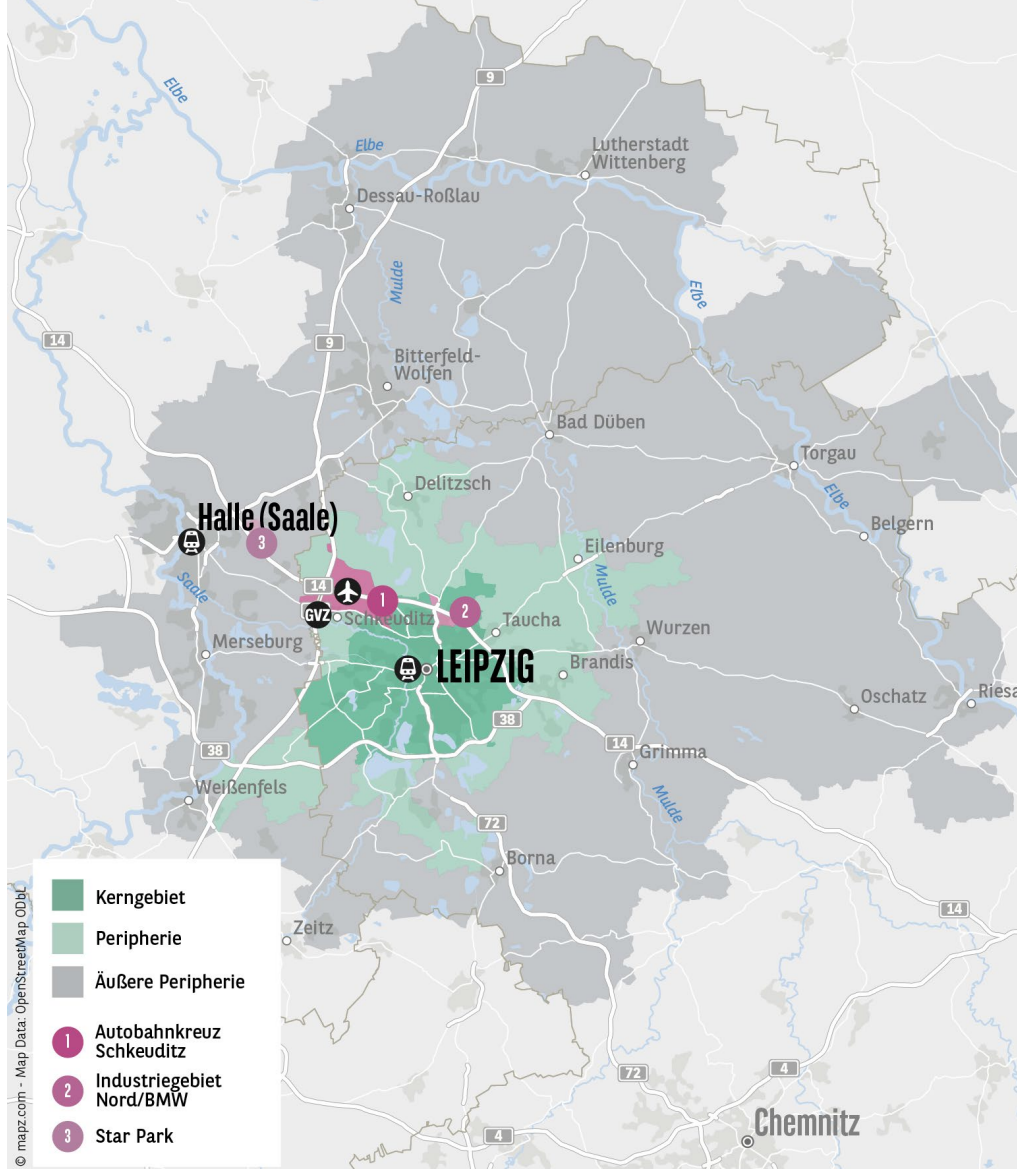 9
Elbe
Elbe
Lutherstadt
Wittenberg
Dessau-Roßlau
Mulde
Elbe
14
9
Bitterfeld-
Wolfen
Bad Düben
Torgau
Delitzsch
Elbe
Halle (Saale)
3
Belgern
Eilenburg
Saale
14
1
2
Mulde
GVZ
Schkeuditz
Taucha
Wurzen
Merseburg
LEIPZIG
Brandis
Oschatz
Riesa
38
38
14
Grimma
Weißenfels
Mulde
72
Borna
14
Zeitz
72
4
4
Chemnitz
Kerngebiet
Peripherie
Äußere Peripherie
1 Autobahnkreuz
Schkeuditz
2 Industriegebiet
Nord/BMW
3 Star Park
© mapz.com - Map Data: OpenStreetMap ODbL